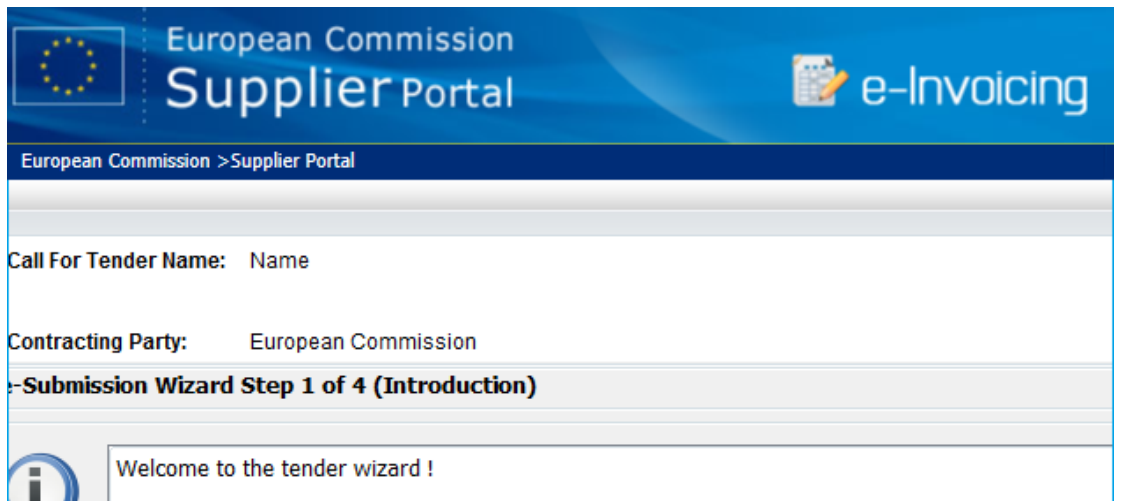 European Commission
Supplier Portal
e-Invoicing
European Commission >Supplier Portal
Call For Tender Name: Name
Contracting Party: European Commission
e-Submission Wizard Step 1 of 4 (Introduction)
Welcome to the tender wizard !